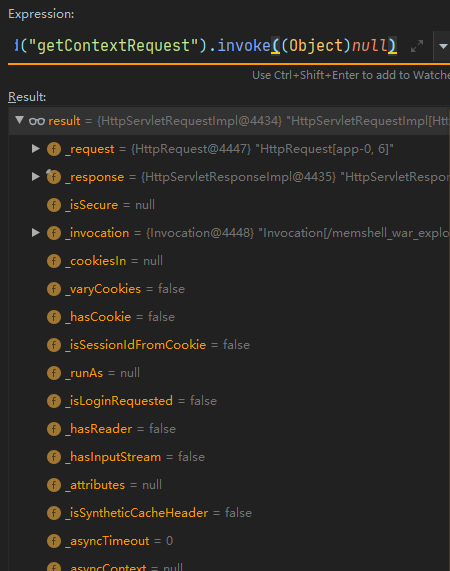 Expression:
d("getContextRequest").invoke((Object)null)
Use Ctrl+Shift+Enter to add to Watche
Result:
result = {HttpServletRequestImpl@4434} "HttpServletRequestImpl[Htt
f _request = {HttpRequest@4447} "HttpRequest[app-0, 6]"
f _response = {HttpServletResponseImpl@4435} "HttpServletRespor
f _isSecure = null
f _invocation = {Invocation@4448} "Invocation[/memshell_war_explo
f _cookiesIn = null
f _varyCookies = false
f _hasCookie = false
f _isSessionIdFromCookie = false
f _runAs = null
f _isLoginRequested = false
f _hasReader = false
f _hasInputStream = false
f _attributes = null
f _isSyntheticCacheHeader = false
f _asyncTimeout = 0
f _asyncContext = null